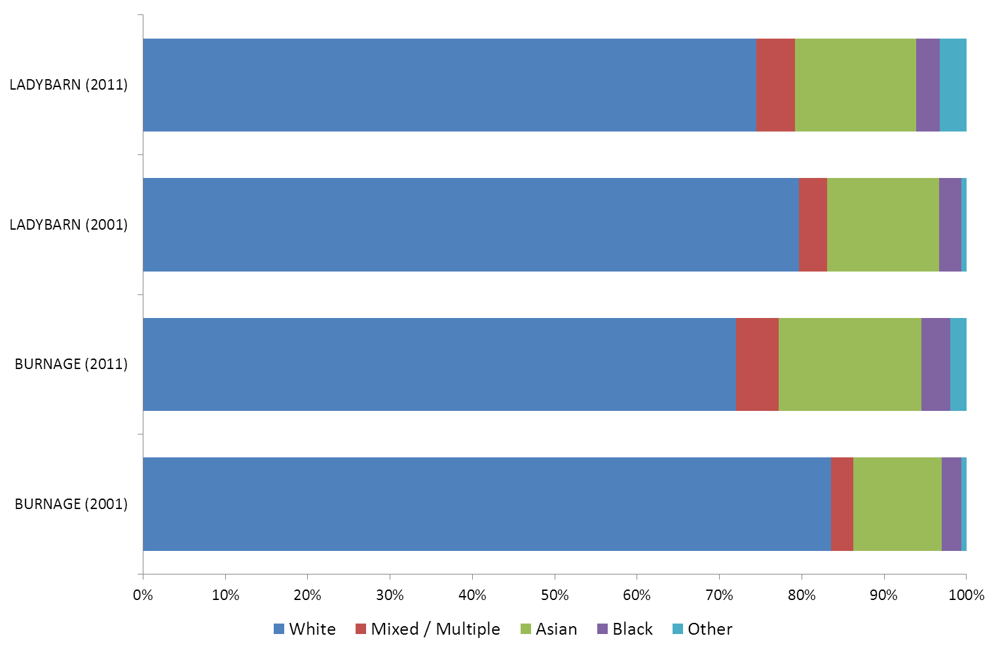 LADYBARN (2011)
LADYBARN (2001)
BURNAGE (2011)
BURNAGE (2001)
0% 10% 20% 30% 40% 50% 60% 70% 80% 90% 100%
White Mixed / Multiple Asian Black Other